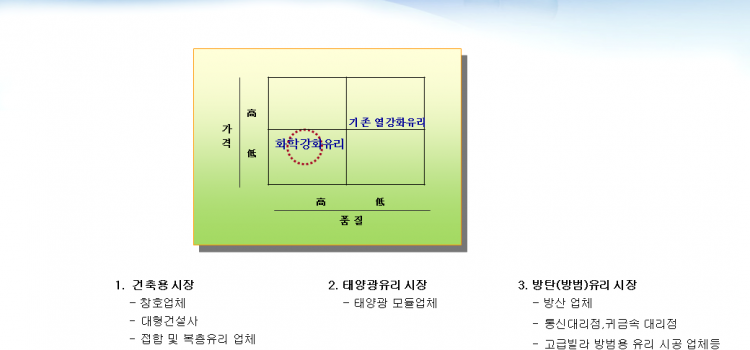 高
기존 열강화유리
가
격
화학강화유리
低
高 低
품 질
1. 건축용 시장
- 창호업체
- 대형건설사
- 접합 및 복층유리 업체
2. 태양광유리 시장
- 태양광 모듈업체
3. 방탄(방범)유리 시장
- 방산 업체
- 통신대리점,귀금속 대리점
- 고급빌라 방범용 유리 시공 업체등